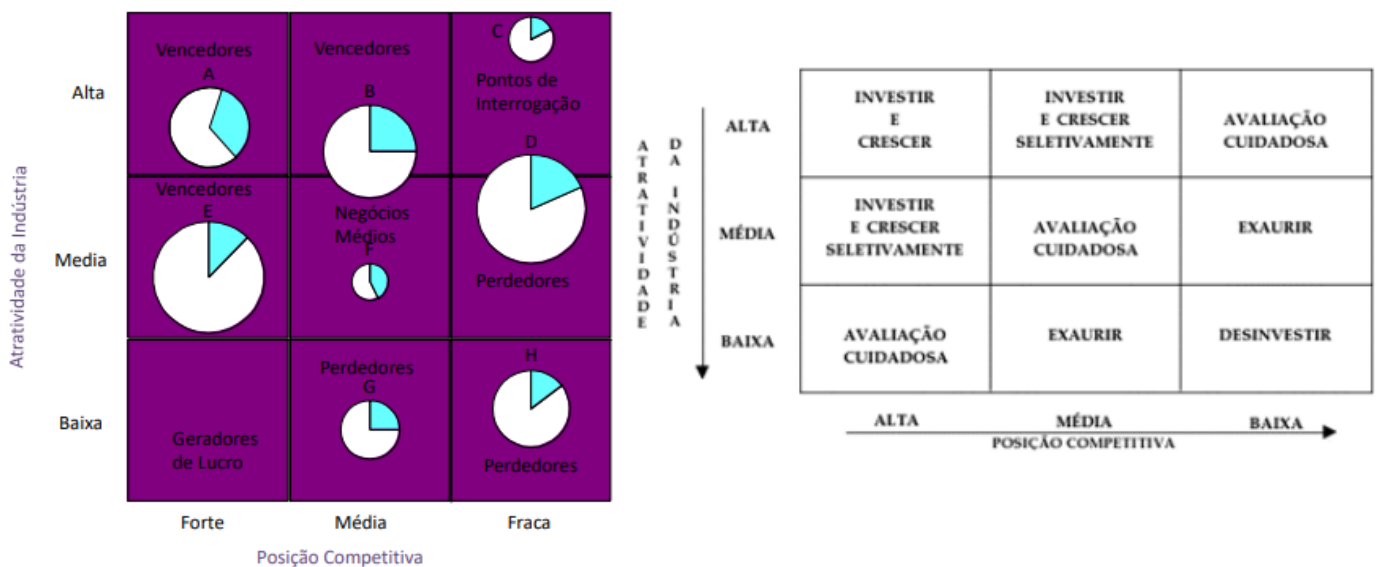 Atratividade da Indústria
Alta
Media
Baixa
Vencedores
A
Vencedores
B
C
Pontos de
Interrogação
D
Vencedores
E
Negócios
Médios
F
Perdedores
Geradores
de Lucro
Perdedores
G
H
Perdedores
Forte
Média
Fraca
Posição Competitiva
ATRATIVIDADE
DA INDÚSTRIA
ALTA
MÉDIA
BAIXA
INVESTIR
E
CRESCER
INVESTIR
E CRESCER
SELETIVAMENTE
AVALIAÇÃO
CUIDADOSA
INVESTIR
E CRESCER
SELETIVAMENTE
AVALIAÇÃO
CUIDADOSA
EXAURIR
AVALIAÇÃO
CUIDADOSA
EXAURIR
DESINVESTIR
ALTA
MÉDIA
BAIXA
POSIÇÃO COMPETITIVA